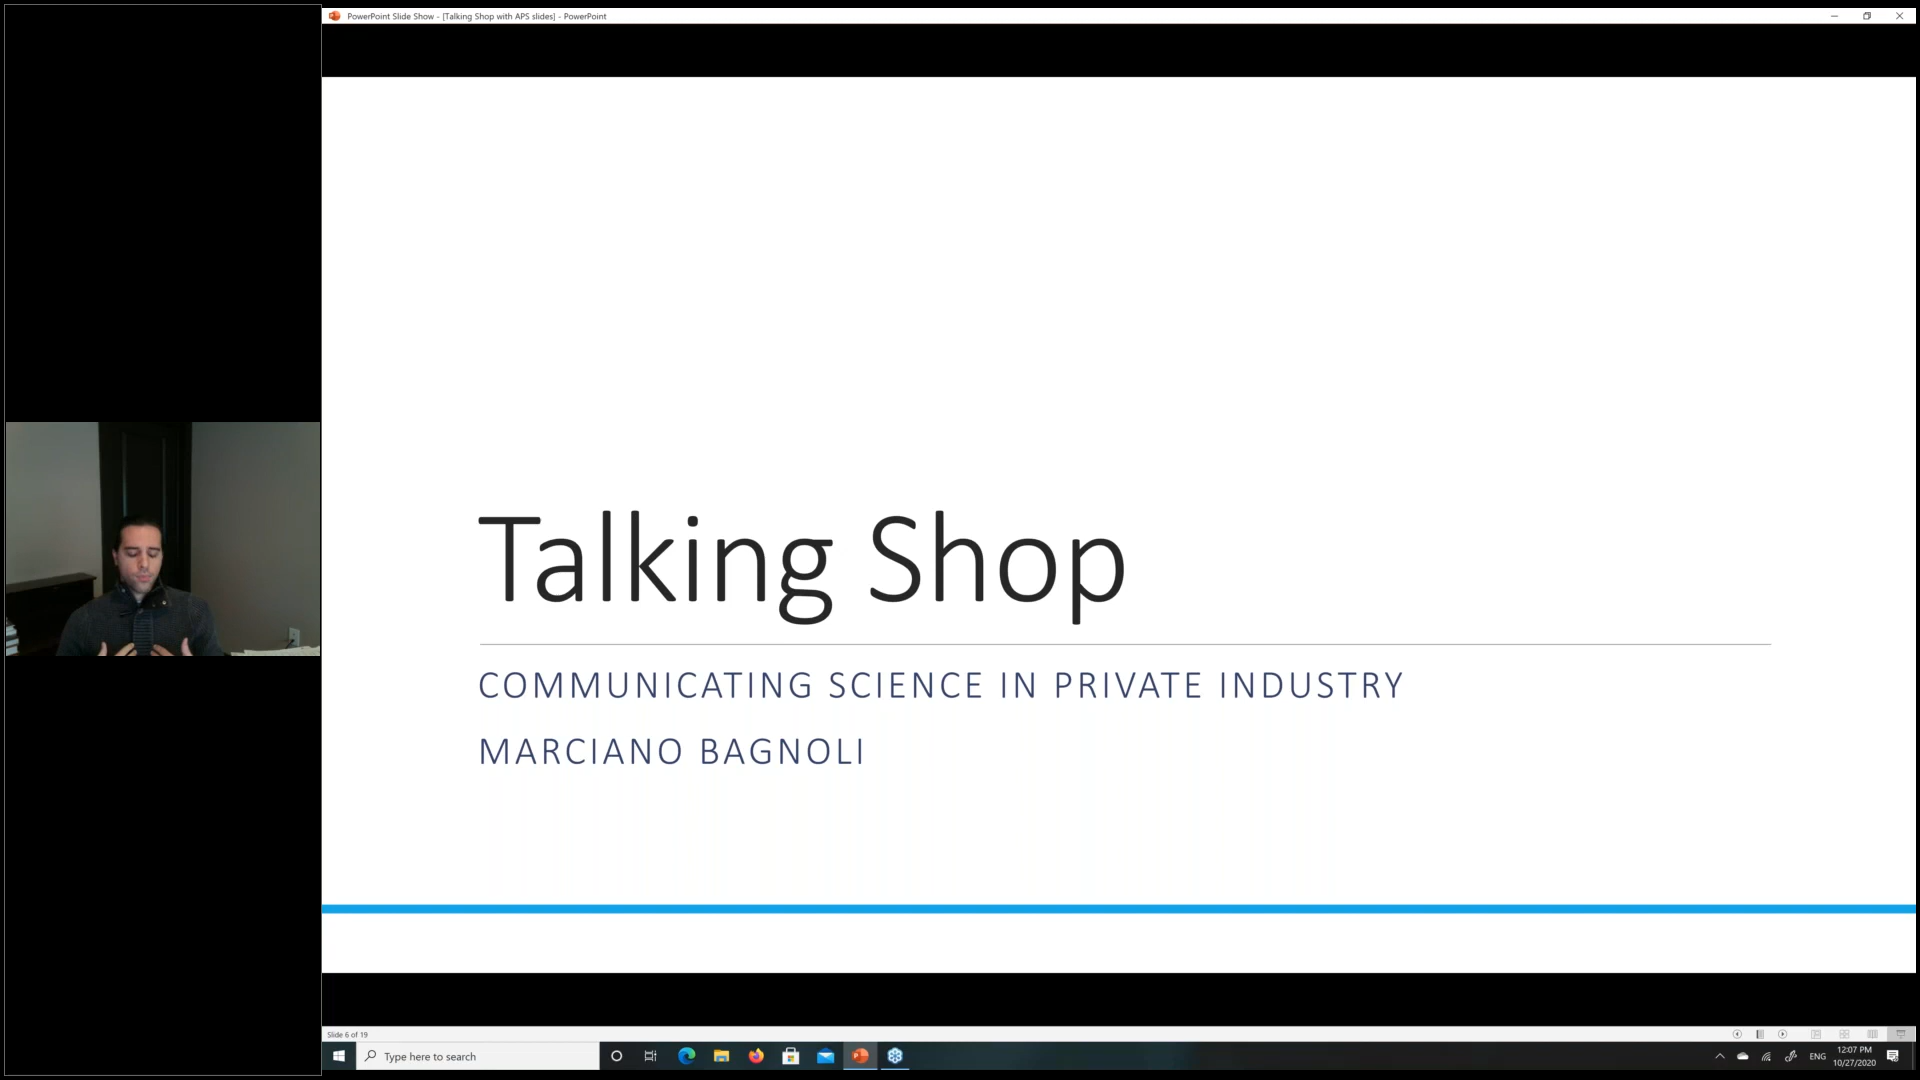 PowerPoint Slide Show - [Talking Shop with APS slides] - PowerPoint
Talking Shop
COMMUNICATING SCIENCE IN PRIVATE INDUSTRY
MARCIANO BAGNOLI
Slide 6 of 19
Type here to search
ENG
12:07 PM
10/27/2020